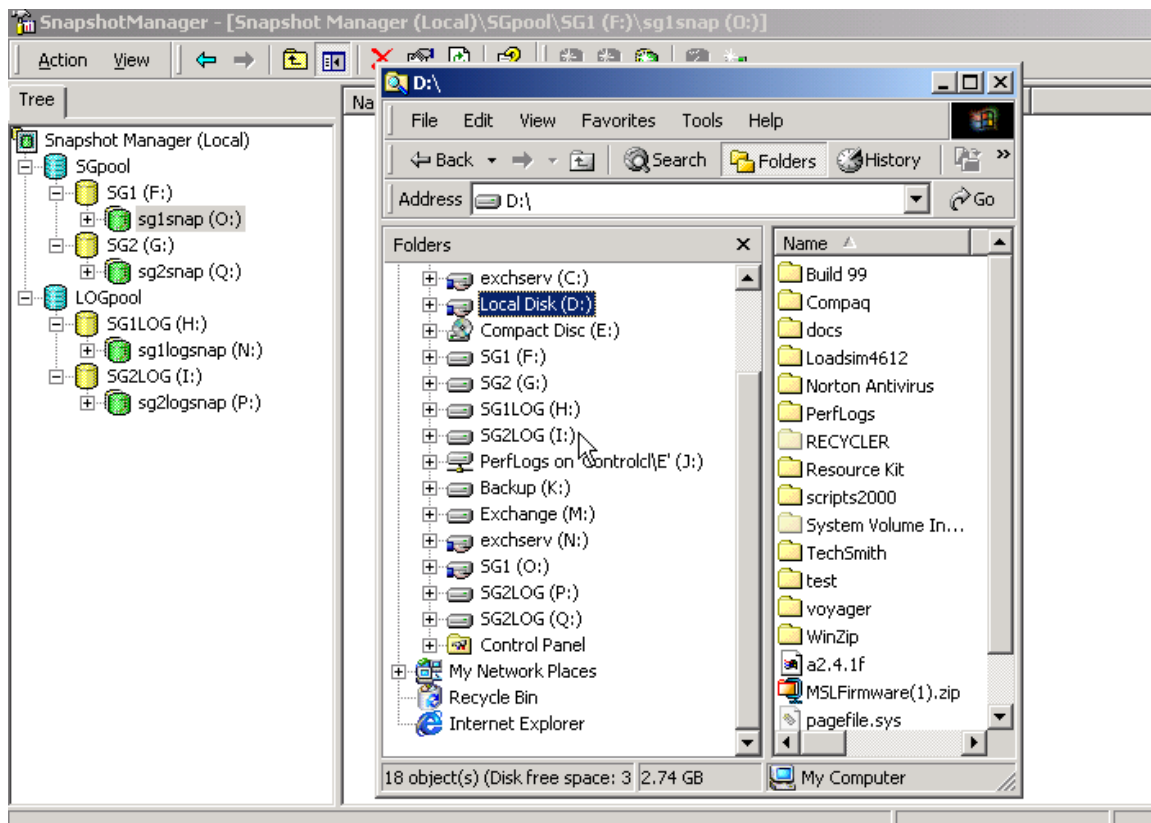 SnapshotManager - [Snapshot Manager (Local)\SGpool\SG1 (F:)\sg1snap (O:)]
Action View
Tree
Na
Snapshot Manager (Local)
SGpool
SG1 (F:)
sg1snap (O:)
SG2 (G:)
sg2snap (Q:)
LOGpool
SG1LOG (H:)
sg1logsnap (N:)
SG2LOG (I:)
sg2logsnap (P:)
D:\
File Edit View Favorites Tools Help
Back Search Folders History »
Address D:\ Go
Folders
exchserv (C:)
Local Disk (D:)
Compact Disc (E:)
SG1 (F:)
SG2 (G:)
SG1LOG (H:)
SG2LOG (I:)
PerfLogs on 'Controlcl\E' (J:)
Backup (K:)
Exchange (M:)
exchserv (N:)
SG1 (O:)
SG2LOG (P:)
SG2LOG (Q:)
Control Panel
My Network Places
Recycle Bin
Internet Explorer
Name
Build 99
Compaq
docs
Loadsim4612
Norton Antivirus
PerfLogs
RECYCLER
Resource Kit
scripts2000
System Volume In...
TechSmith
test
voyager
WinZip
a2.4.1f
MSLFirmware(1).zip
pagefile.sys
18 object(s) (Disk free space: 3 2.74 GB My Computer